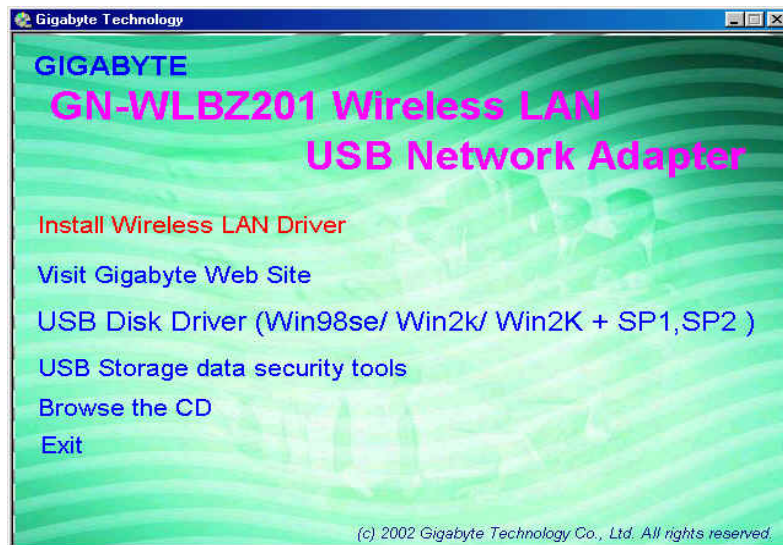 Gigabyte Technology
GIGABYTE
GN-WLBZ201 Wireless LAN
USB Network Adapter
Install Wireless LAN Driver
Visit Gigabyte Web Site
USB Disk Driver (Win98se/ Win2k/ Win2K + SP1,SP2 )
USB Storage data security tools
Browse the CD
Exit
(c) 2002 Gigabyte Technology Co., Ltd. All rights reserved.